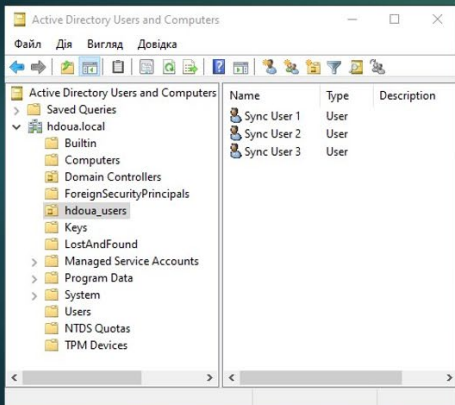 Active Directory Users and Computers
Файл Дія Вигляд Довідка
Active Directory Users and Computers
Saved Queries
hdoua.local
Builtin
Computers
Domain Controllers
ForeignSecurityPrincipals
hdoua_users
Keys
LostAndFound
Managed Service Accounts
Program Data
System
Users
NTDS Quotas
TPM Devices
Name Type Description
Sync User 1 User
Sync User 2 User
Sync User 3 User